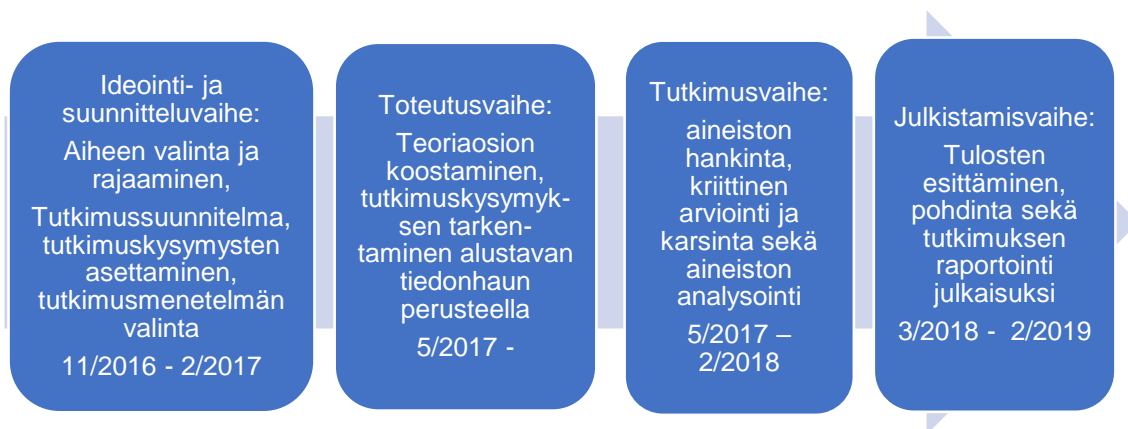 Ideointi- ja
suunnitteluvaihe:
Aiheen valinta ja
rajaaminen,
Tutkimussuunnitelma,
tutkimuskysymysten
asettaminen,
tutkimusmenetelmän
valinta
11/2016 - 2/2017
Toteutusvaihe:
Teoriaosion
koostaminen,
tutkimuskysymyk-
sen tarken-
taminen alustavan
tiedonhaun
perusteella
5/2017 -
Tutkimusvaihe:
aineiston
hankinta,
kriittinen
arviointi ja
karsinta sekä
aineiston
analysointi
5/2017 –
2/2018
Julkistamisvaihe:
Tulosten
esittäminen,
pohdinta sekä
tutkimuksen
raportointi
julkaisuksi
3/2018 - 2/2019